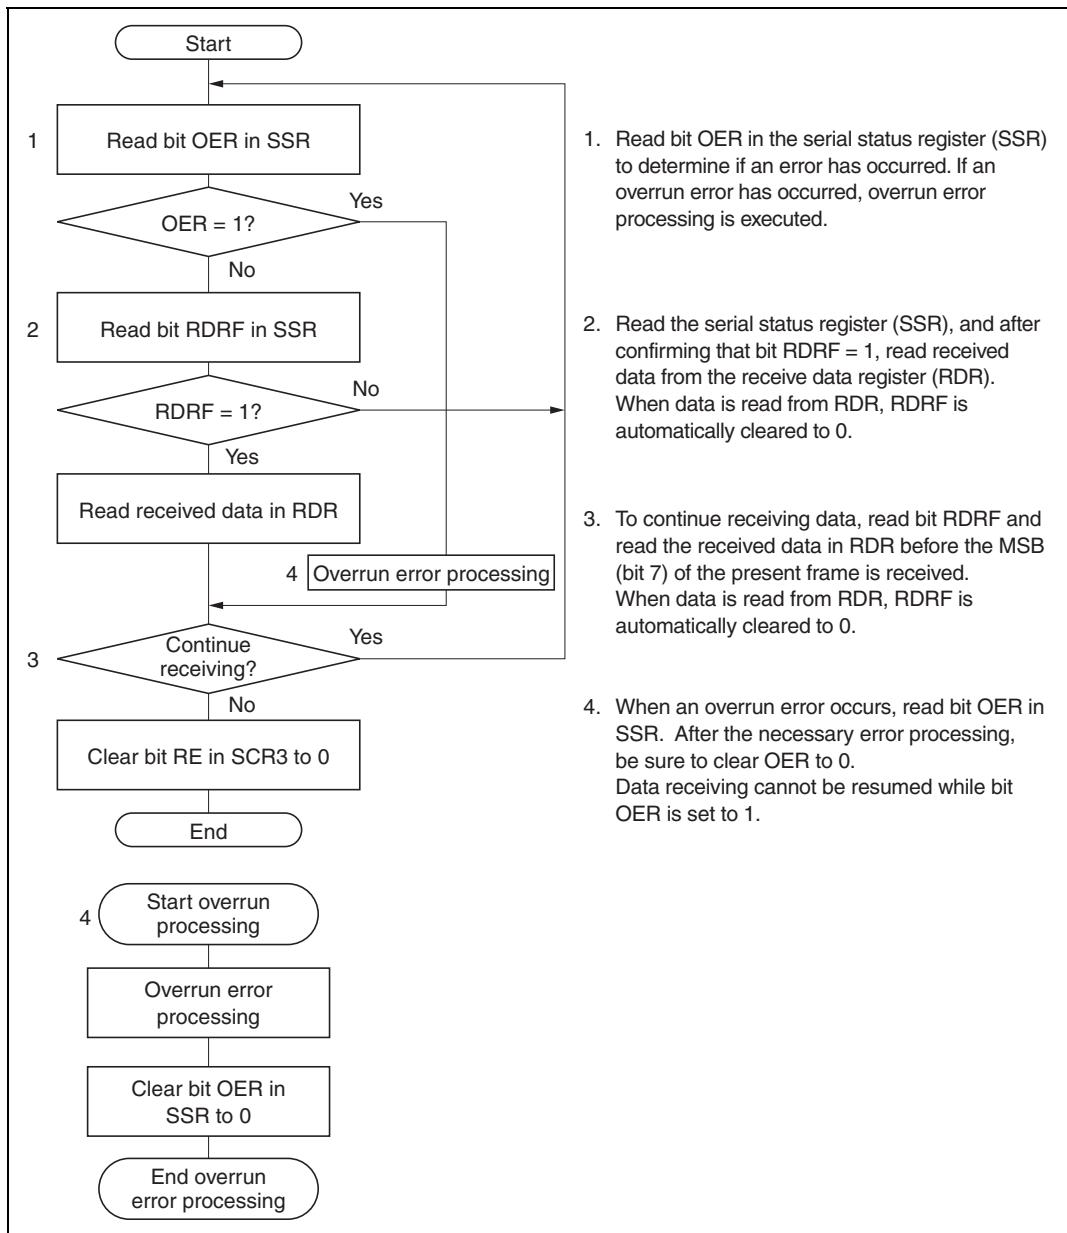 Start
1
Read bit OER in SSR
OER = 1?
Yes
No
2
Read bit RDRF in SSR
RDRF = 1?
No
Yes
Read received data in RDR
4
Overrun error processing
3
Continue
receiving?
Yes
No
Clear bit RE in SCR3 to 0
End
4
Start overrun
processing
Overrun error
processing
Clear bit OER in
SSR to 0
End overrun
error processing
1. Read bit OER in the serial status register (SSR)
to determine if an error has occurred. If an
overrun error has occurred, overrun error
processing is executed.
2. Read the serial status register (SSR), and after
confirming that bit RDRF = 1, read received
data from the receive data register (RDR).
When data is read from RDR, RDRF is
automatically cleared to 0.
3. To continue receiving data, read bit RDRF and
read the received data in RDR before the MSB
(bit 7) of the present frame is received.
When data is read from RDR, RDRF is
automatically cleared to 0.
4. When an overrun error occurs, read bit OER in
SSR. After the necessary error processing,
be sure to clear OER to 0.
Data receiving cannot be resumed while bit
OER is set to 1.